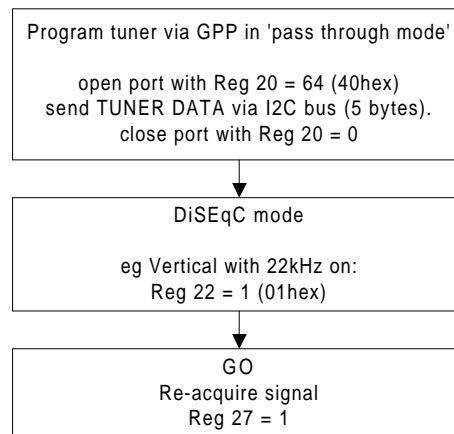 Program tuner via GPP in 'pass through mode'
open port with Reg 20 = 64 (40hex)
send TUNER DATA via I2C bus (5 bytes).
close port with Reg 20 = 0
DiSEqC mode
eg Vertical with 22kHz on:
Reg 22 = 1 (01hex)
GO
Re-acquire signal
Reg 27 = 1